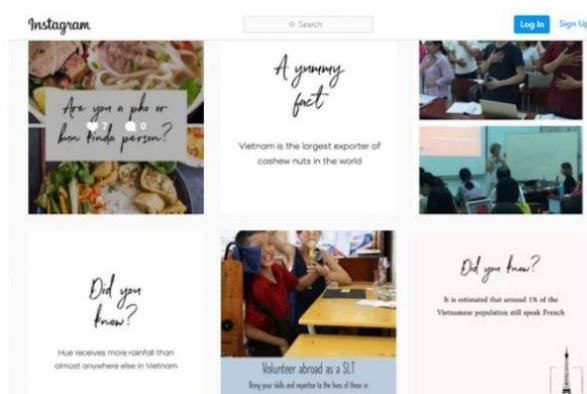 Instagram
Search
Log In
Sign Up
Are you a pho or
bun kinda person?
7 0
A yummy
fact
Vietnam is the largest exporter of
cashew nuts in the world
Did you
know?
Hue receives more rainfall than
almost anywhere else in Vietnam
Volunteer abroad as a SLT
Bring your skills and expertise to the lives of those in
Did you know?
It is estimated that around 1% of the
Vietnamese population still speak French